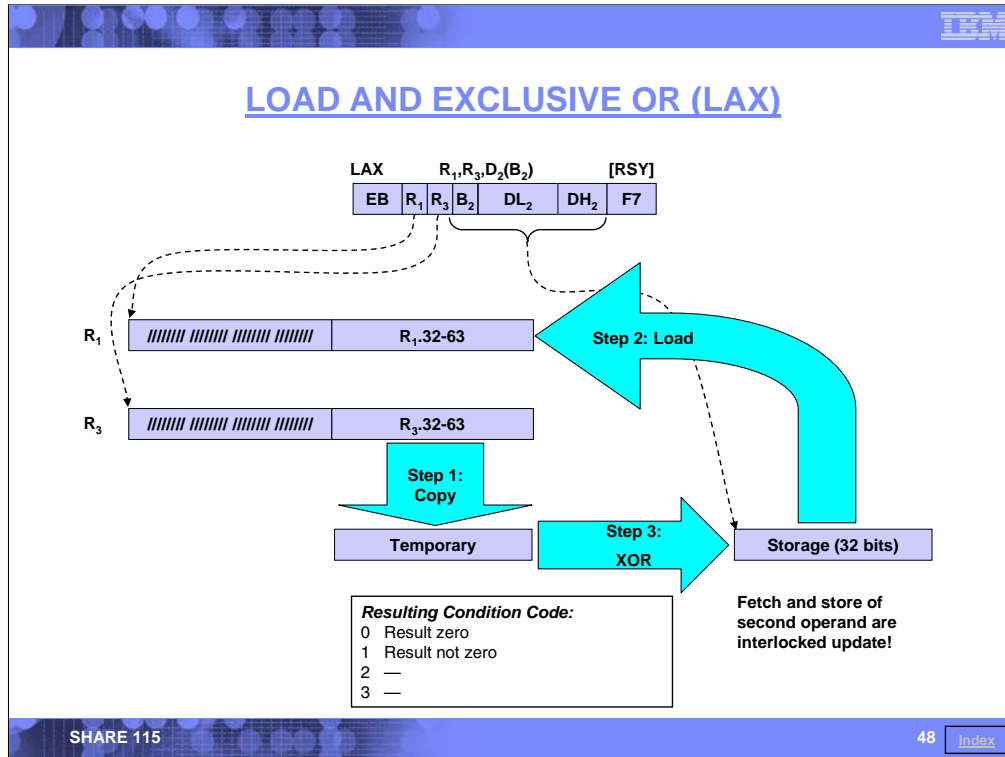 IBM
LOAD AND EXCLUSIVE OR (LAX)
LAX R₁,R₃,D₂(B₂) [RSY]
EB R₁ R₃ B₂ DL₂ DH₂ F7
R₁ //////// //////// //////// //////// R₁.32-63
Step 2: Load
R₃ //////// //////// //////// //////// R₃.32-63
Step 1:
Copy
Temporary
Step 3:
XOR
Storage (32 bits)
Resulting Condition Code:
0 Result zero
1 Result not zero
2 —
3 —
Fetch and store of
second operand are
interlocked update!
SHARE 115
48
Index